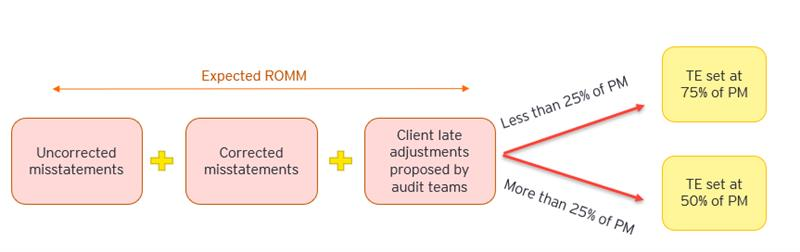 Expected ROMM
Uncorrected
misstatements
Corrected
misstatements
Client late
adjustments
proposed by
audit teams
Less than 25% of PM
More than 25% of PM
TE set at
75% of PM
TE set at
50% of PM